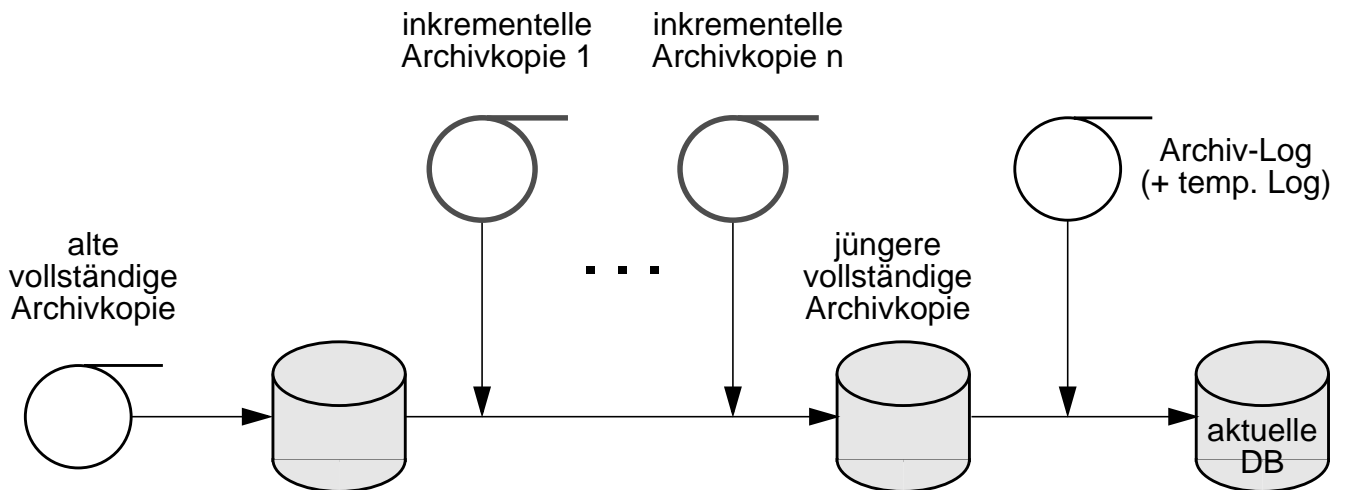 inkrementelle
Archivkopie 1
inkrementelle
Archivkopie n
Archiv-Log
(+ temp. Log)
alte
vollständige
Archivkopie
. . .
jüngere
vollständige
Archivkopie
aktuelle
DB